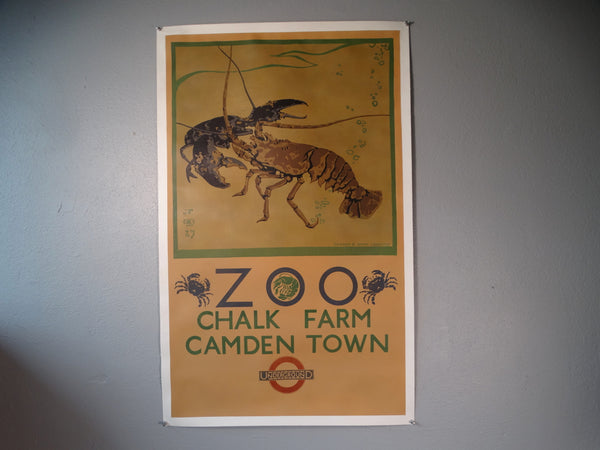 ZOO
CHALK FARM
CAMDEN TOWN
UNDERGROUND